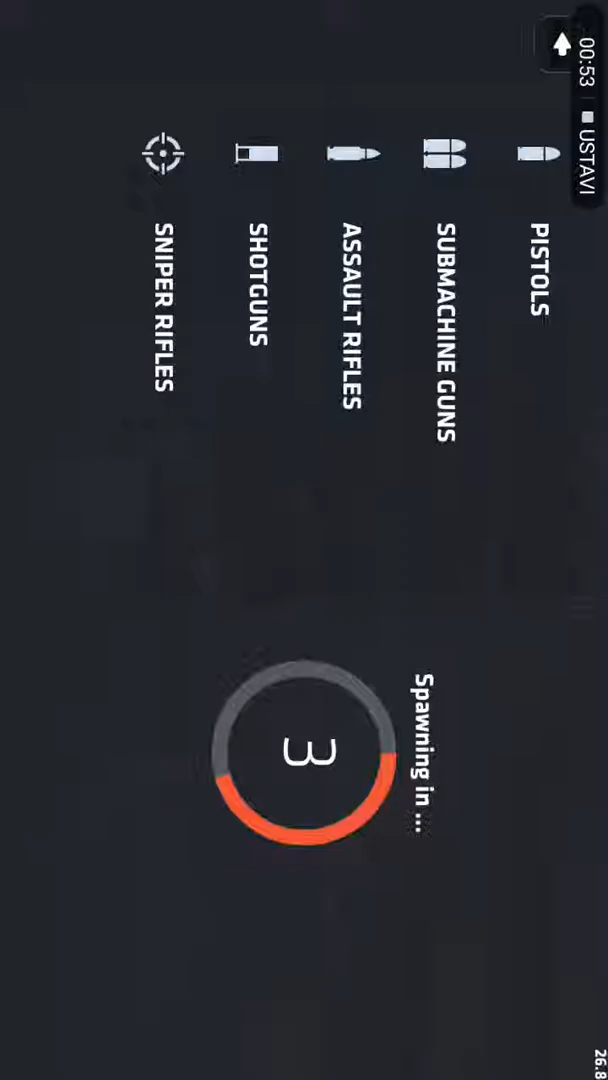 00:53 USTAVI
PISTOLS
SUBMACHINE GUNS
ASSAULT RIFLES
SHOTGUNS
SNIPER RIFLES
Spawning in ...
3
26.8